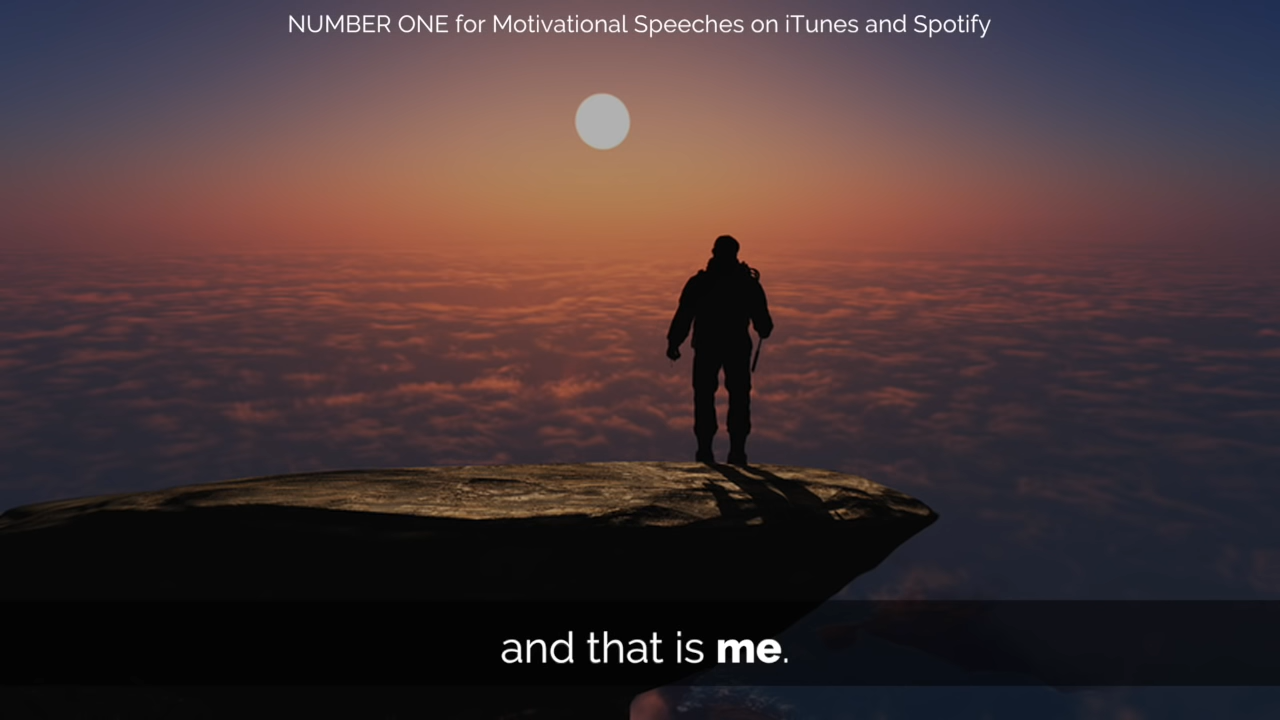 NUMBER ONE for Motivational Speeches on iTunes and Spotify
and that is me.